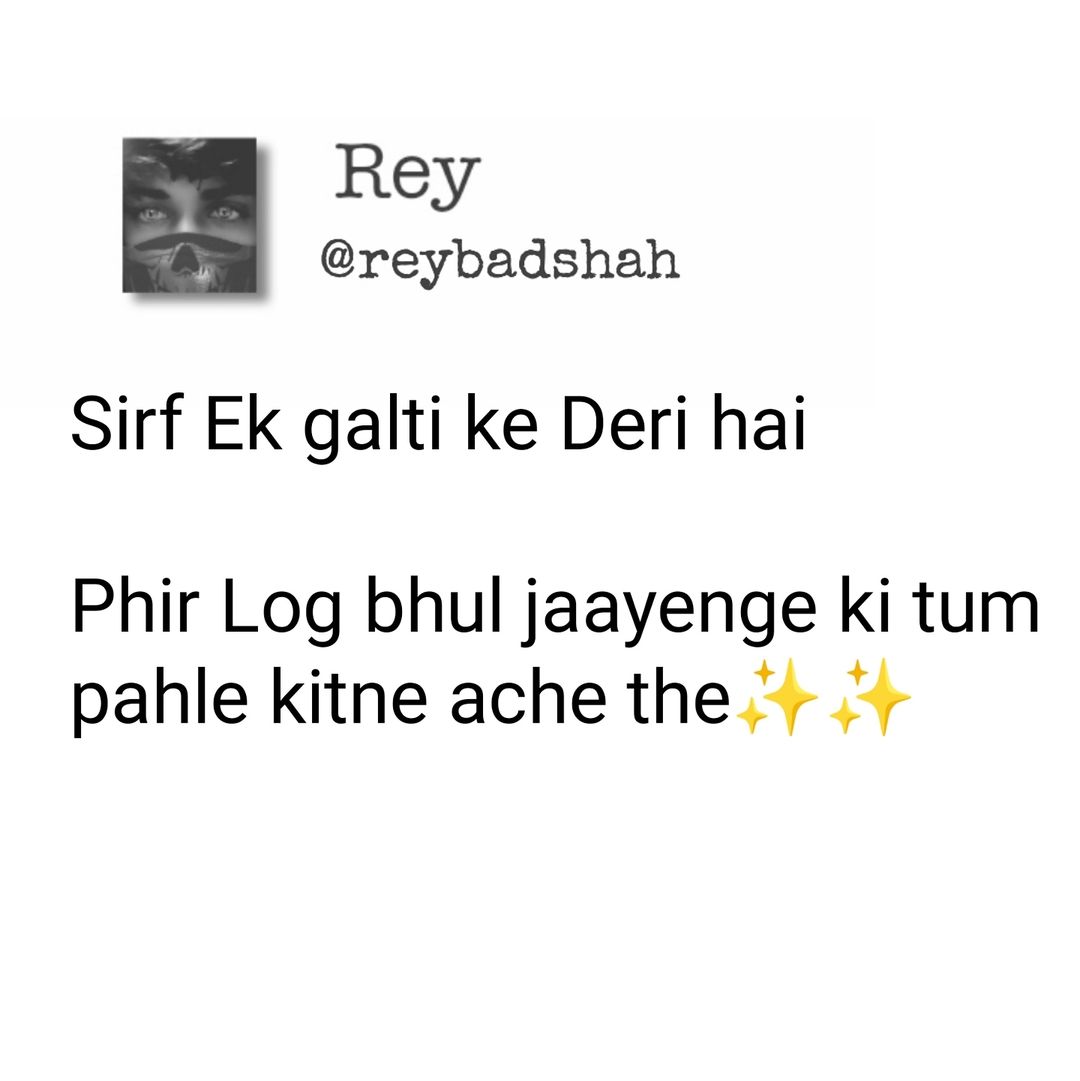 Rey
@reybadshah
Sirf Ek galti ke Deri hai
Phir Log bhul jaayenge ki tum
pahle kitne ache the✨✨